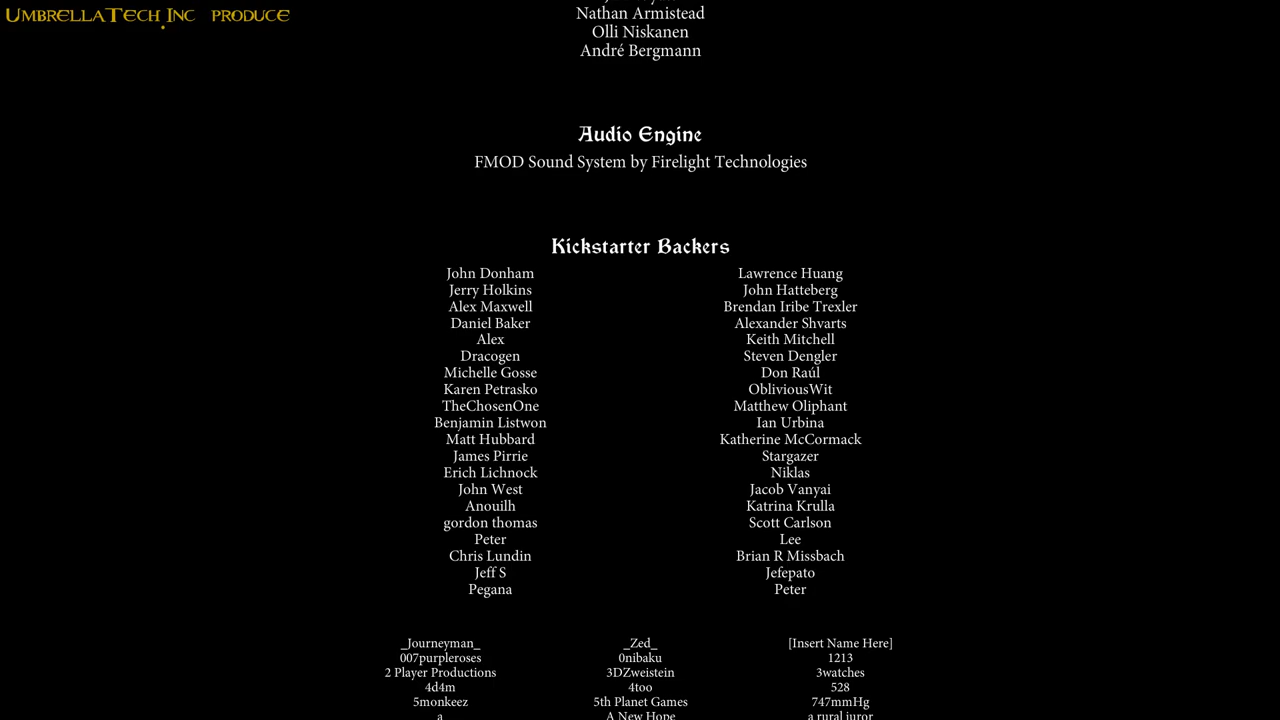 UmbrellaTech.Inc produce
Nathan Armistead
Olli Niskanen
André Bergmann
Audio Engine
FMOD Sound System by Firelight Technologies
Kickstarter Backers
John Donham Lawrence Huang
Jerry Holkins John Hatteberg
Alex Maxwell Brendan Iribe Trexler
Daniel Baker Alexander Shvarts
Alex Keith Mitchell
Dracogen Steven Dengler
Michelle Gosse Don Raúl
Karen Petrasko ObliviousWit
TheChosenOne Matthew Oliphant
Benjamin Listwon Ian Urbina
Matt Hubbard Katherine McCormack
James Pirrie Stargazer
Erich Lichnock Niklas
John West Jacob Vanyai
Anouilh Katrina Krulla
gordon thomas Scott Carlson
Peter Lee
Chris Lundin Brian R Missbach
Jeff S Jefepato
Pegana Peter
_Journeyman_ _Zed_ [Insert Name Here]
007purpleroses 0nibaku 1213
2 Player Productions 3DZweistein 3watches
4d4m 4too 528
5monkeez 5th Planet Games 747mmHg
a A New Hope a rural juror